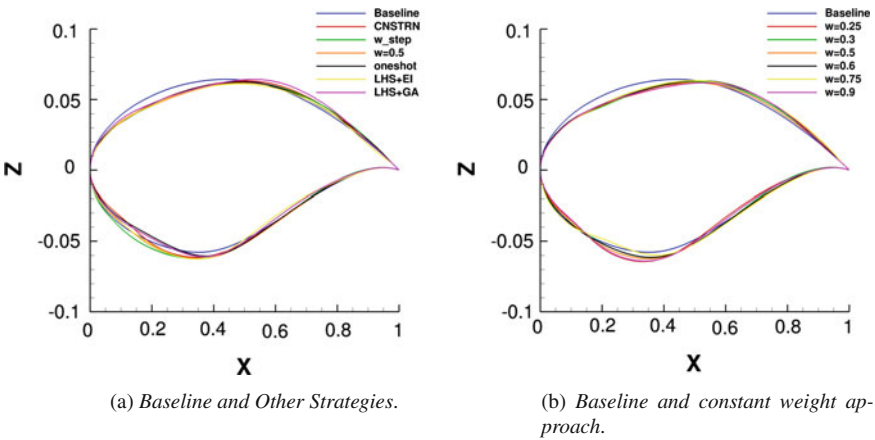 0.1
0.05
0
-0.05
-0.1
Z
0
0.2
0.4
0.6
0.8
1
X
Baseline
CNSTRN
w_step
w=0.5
oneshot
LHS+EI
LHS+GA
(a) Baseline and Other Strategies.
0.1
0.05
0
-0.05
-0.1
Z
0
0.2
0.4
0.6
0.8
1
X
Baseline
w=0.25
w=0.3
w=0.5
w=0.6
w=0.75
w=0.9
(b) Baseline and constant weight ap-
proach.